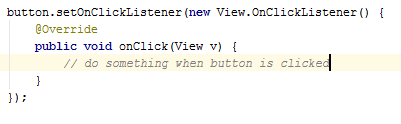 button.setOnClickListener(new View.OnClickListener() {
    @Override
    public void onClick(View v) {
        // do something when button is clicked
    }
});